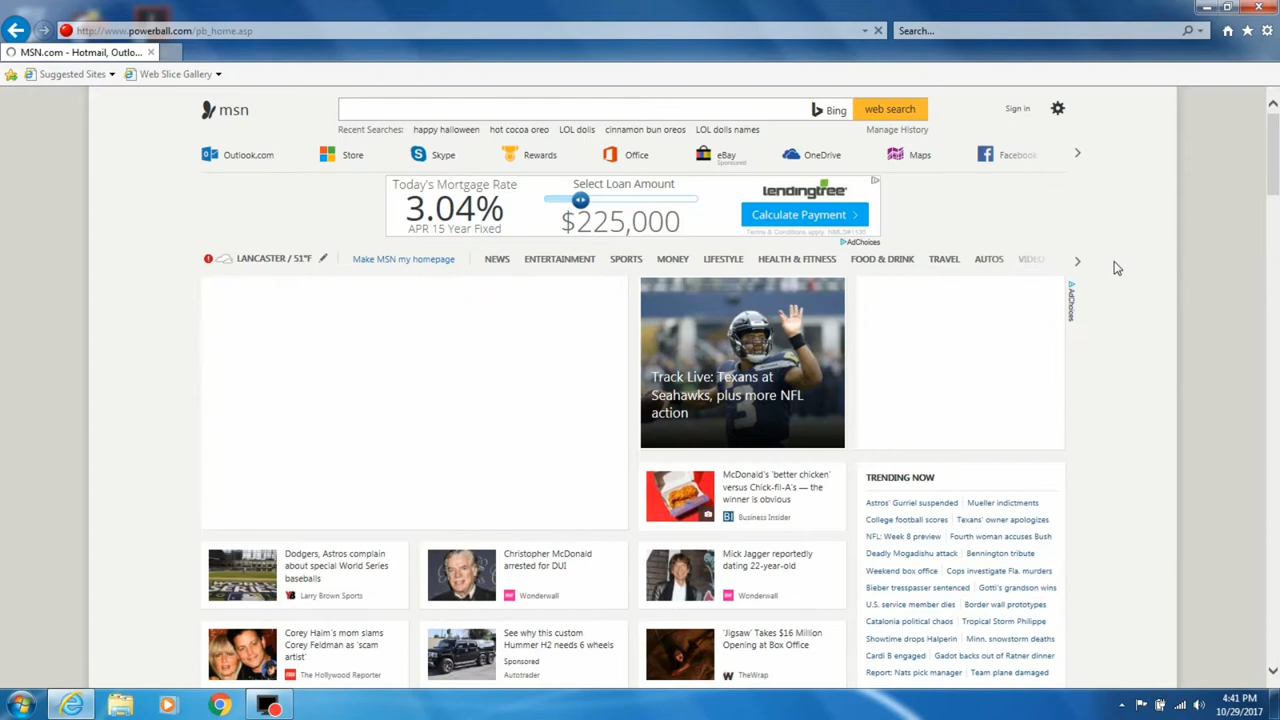 http://www.powerball.com/pb_home.asp
Search...
MSN.com - Hotmail, Outlo...
Suggested Sites
Web Slice Gallery
msn
Bing
web search
Sign in
Recent Searches: happy halloween hot cocoa oreo LOL dolls cinnamon bun oreos LOL dolls names
Manage History
Outlook.com
Store
Skype
Rewards
Office
eBay
Sponsored
OneDrive
Maps
Facebook
Today's Mortgage Rate
3.04%
APR 15 Year Fixed
Select Loan Amount
$225,000
lendingtree
Calculate Payment
Terms & Conditions apply. NMLS#1136
AdChoices
LANCASTER / 51°F
Make MSN my homepage
NEWS ENTERTAINMENT SPORTS MONEY LIFESTYLE HEALTH & FITNESS FOOD & DRINK TRAVEL AUTOS VIDEO
AdChoices
3
Track Live: Texans at
Seahawks, plus more NFL
action
McDonald's 'better chicken'
versus Chick-fil-A's — the
winner is obvious
BI Business Insider
TRENDING NOW
Astros' Gurriel suspended Mueller indictments
College football scores Texans' owner apologizes
NFL: Week 8 preview Fourth woman accuses Bush
Deadly Mogadishu attack Bennington tribute
Weekend box office Cops investigate Fla. murders
Bieber tresspasser sentenced Gotti's grandson wins
U.S. service member dies Border wall prototypes
Catalonia political chaos Tropical Storm Philippe
Showtime drops Halperin Minn. snowstorm deaths
Cardi B engaged Gadot backs out of Ratner dinner
Report: Nats pick manager Team plane damaged
Dodgers, Astros complain
about special World Series
baseballs
Larry Brown Sports
Christopher McDonald
arrested for DUI
Wonderwall
Mick Jagger reportedly
dating 22-year-old
Wonderwall
Corey Haim's mom slams
Corey Feldman as 'scam
artist'
The Hollywood Reporter
See why this custom
Hummer H2 needs 6 wheels
Sponsored
Autotrader
'Jigsaw' Takes $16 Million
Opening at Box Office
TheWrap
4:41 PM
10/29/2017